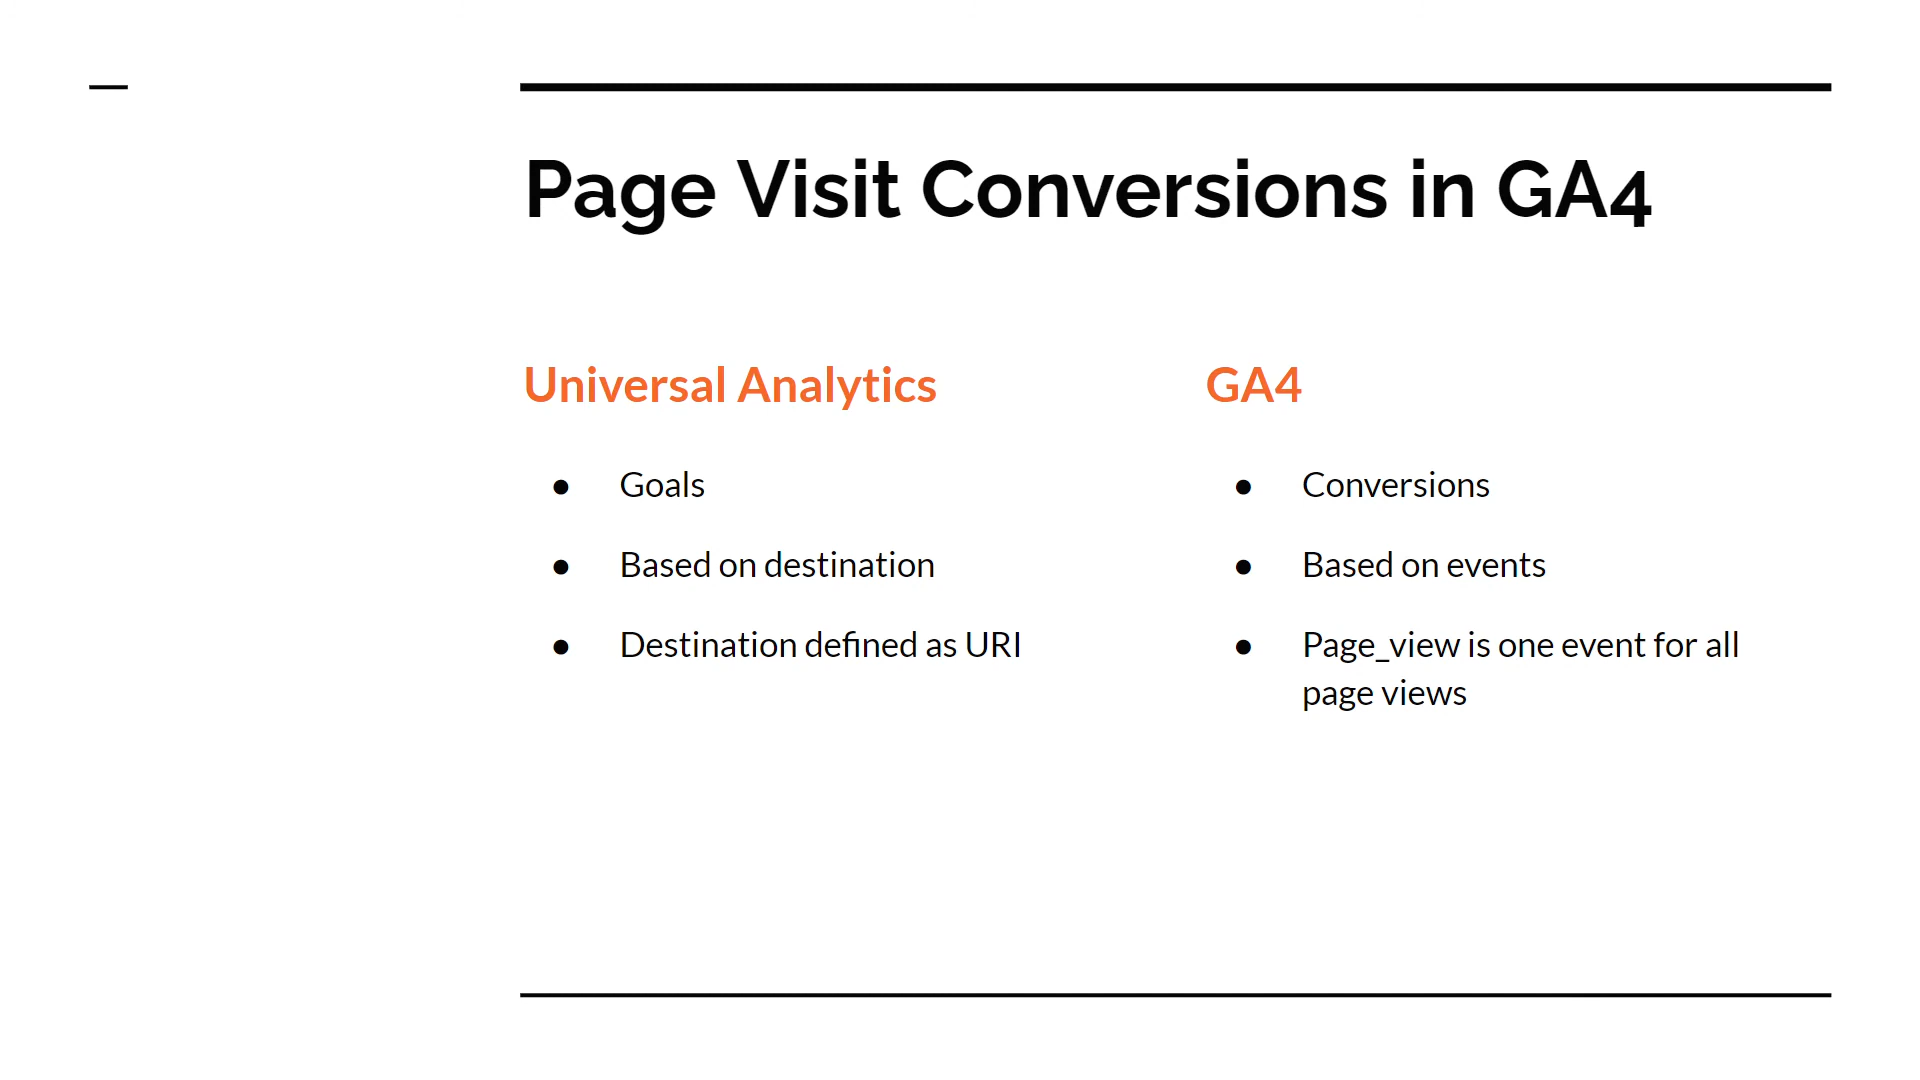 Page Visit Conversions in GA4
Universal Analytics
● Goals
● Based on destination
● Destination defined as URI
GA4
● Conversions
● Based on events
● Page_view is one event for all
page views